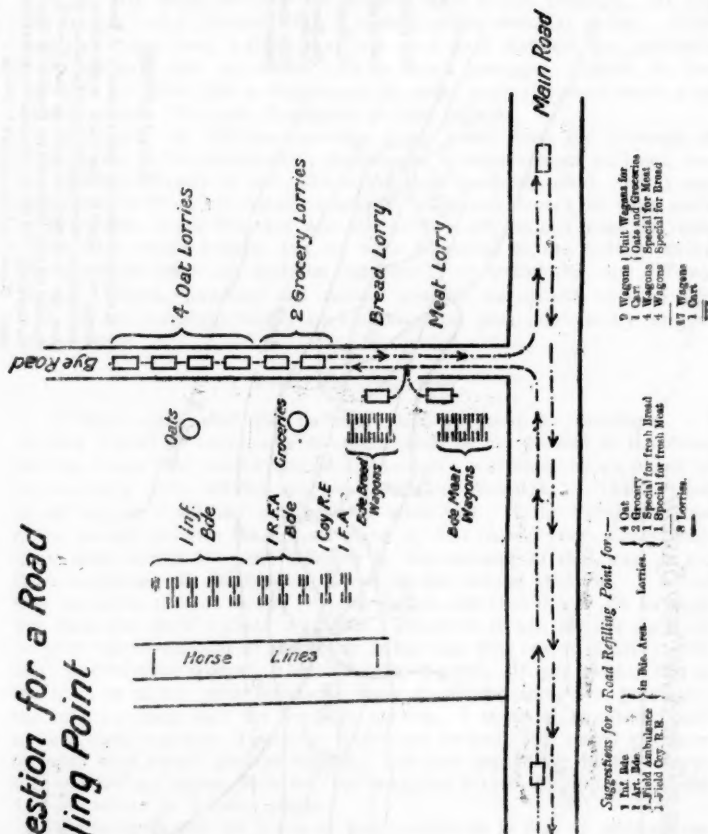 estion for a Road
lling Point
Bye Road
4 Oat Lorries
2 Grocery Lorries
Bread Lorry
Meat Lorry
Main Road
Oats
Groceries
1 Inf.
Bde
1 R.F.A
Bde
1 Coy R.E
1 F.A
Bde Bread
Wagons
Bde Meat
Wagons
Horse Lines
Suggestions for a Road Refilling Point for:—
1 Inf. Bde
1 Art. Bde
1 Field Ambulance
1 Field Coy. R.E.
in Bde. Area.
Lorries
4 Oat
2 Grocery
1 Special for fresh Bread
1 Special for fresh Meat
8 Lorries.
9 Wagons Unit Wagons for
1 Cart Oats and Groceries
4 Wagons Special for Meat
4 Wagons Special for Bread
17 Wagons
1 Cart